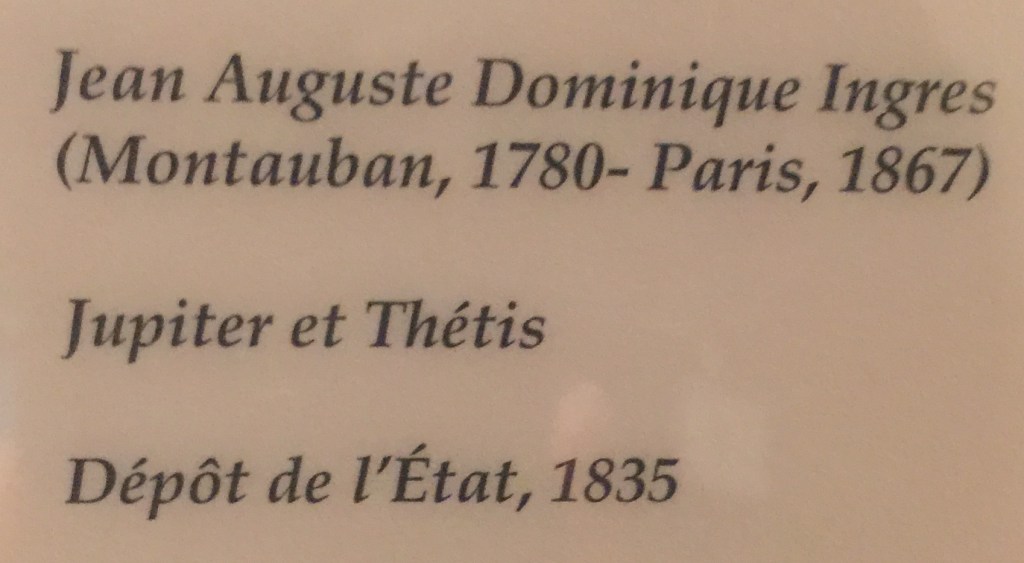 Jean Auguste Dominique Ingres
(Montauban, 1780- Paris, 1867)
Jupiter et Thétis
Dépôt de l'État, 1835